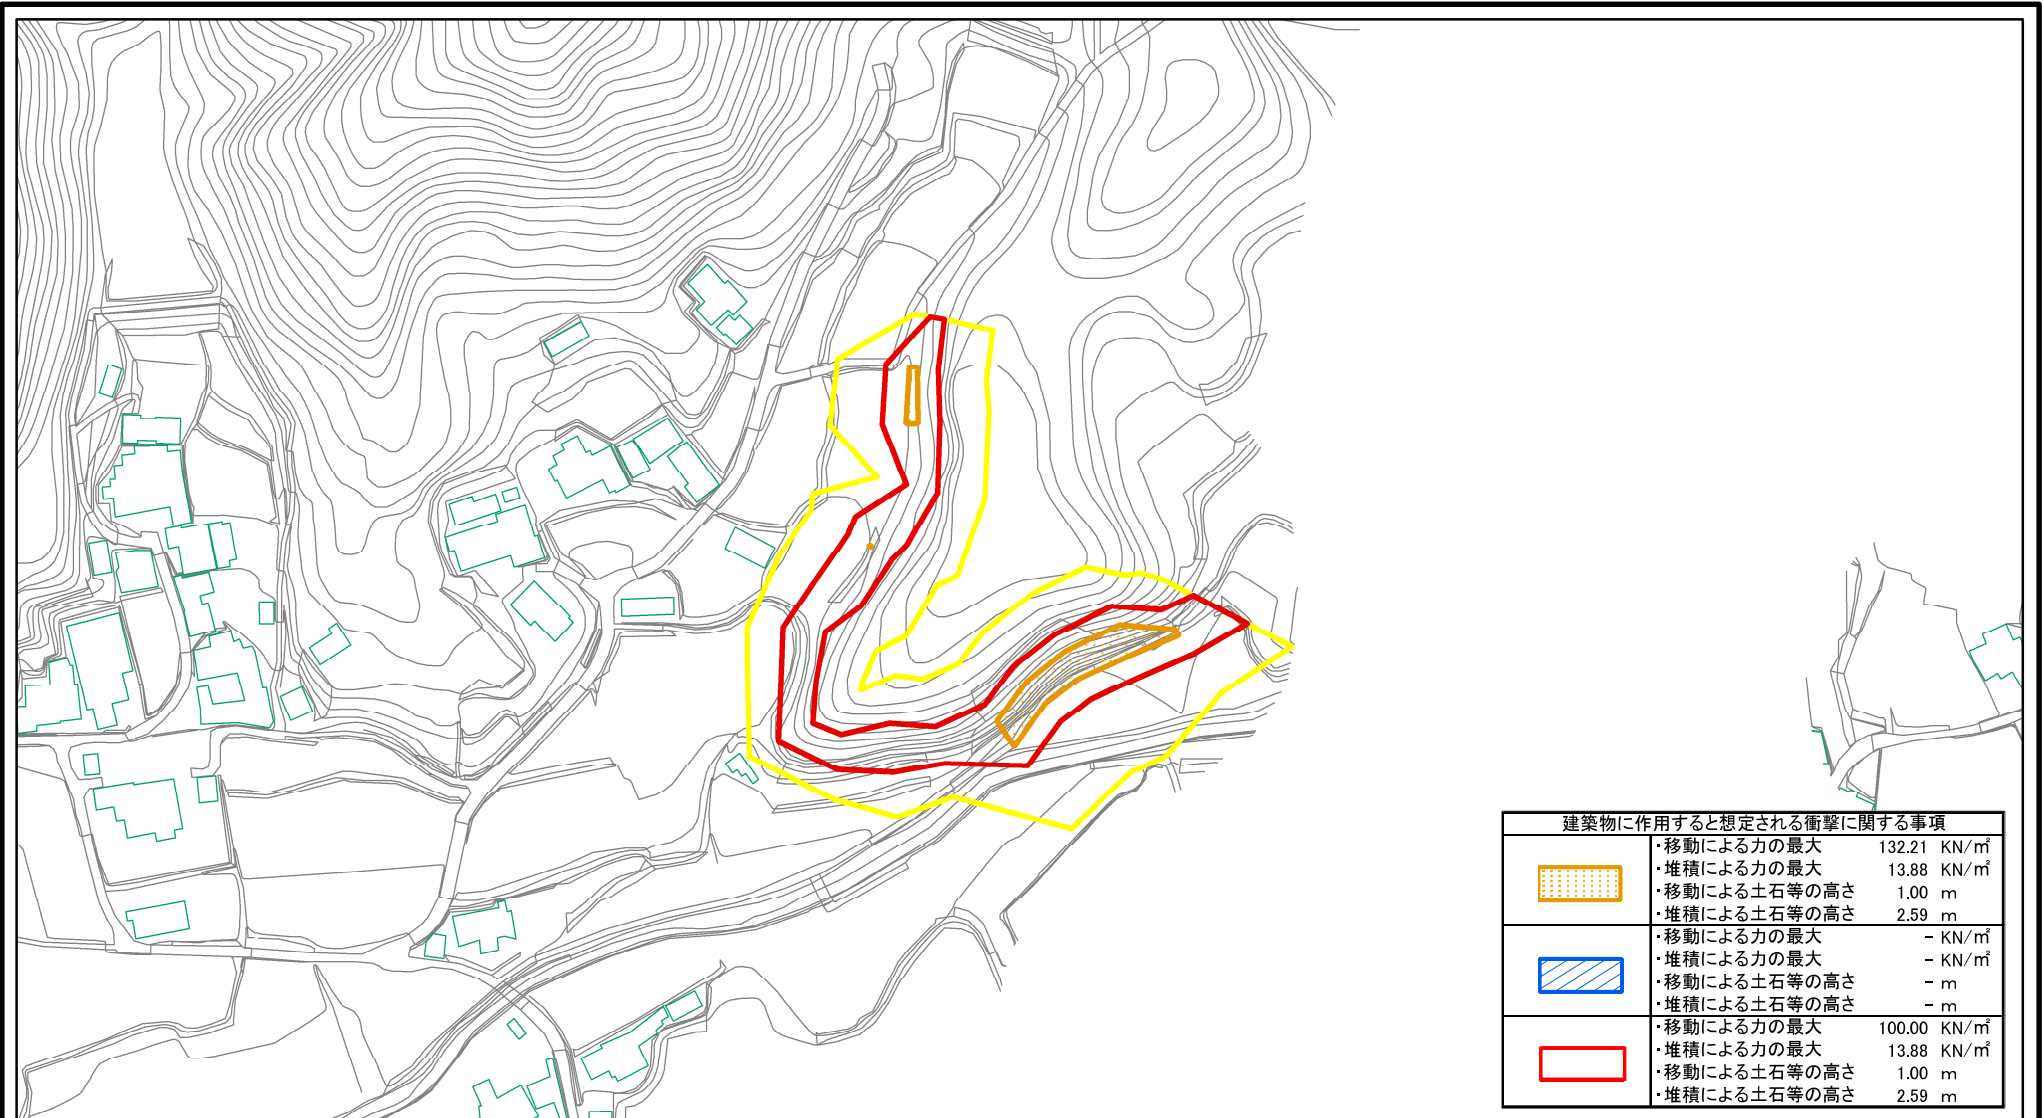 建築物に作用すると想定される衝撃に関する事項
・移動による力の最大 132.21 KN/㎡
・堆積による力の最大 13.88 KN/㎡
・移動による土石等の高さ 1.00 m
・堆積による土石等の高さ 2.59 m
・移動による力の最大 - KN/㎡
・堆積による力の最大 - KN/㎡
・移動による土石等の高さ - m
・堆積による土石等の高さ - m
・移動による力の最大 100.00 KN/㎡
・堆積による力の最大 13.88 KN/㎡
・移動による土石等の高さ 1.00 m
・堆積による土石等の高さ 2.59 m